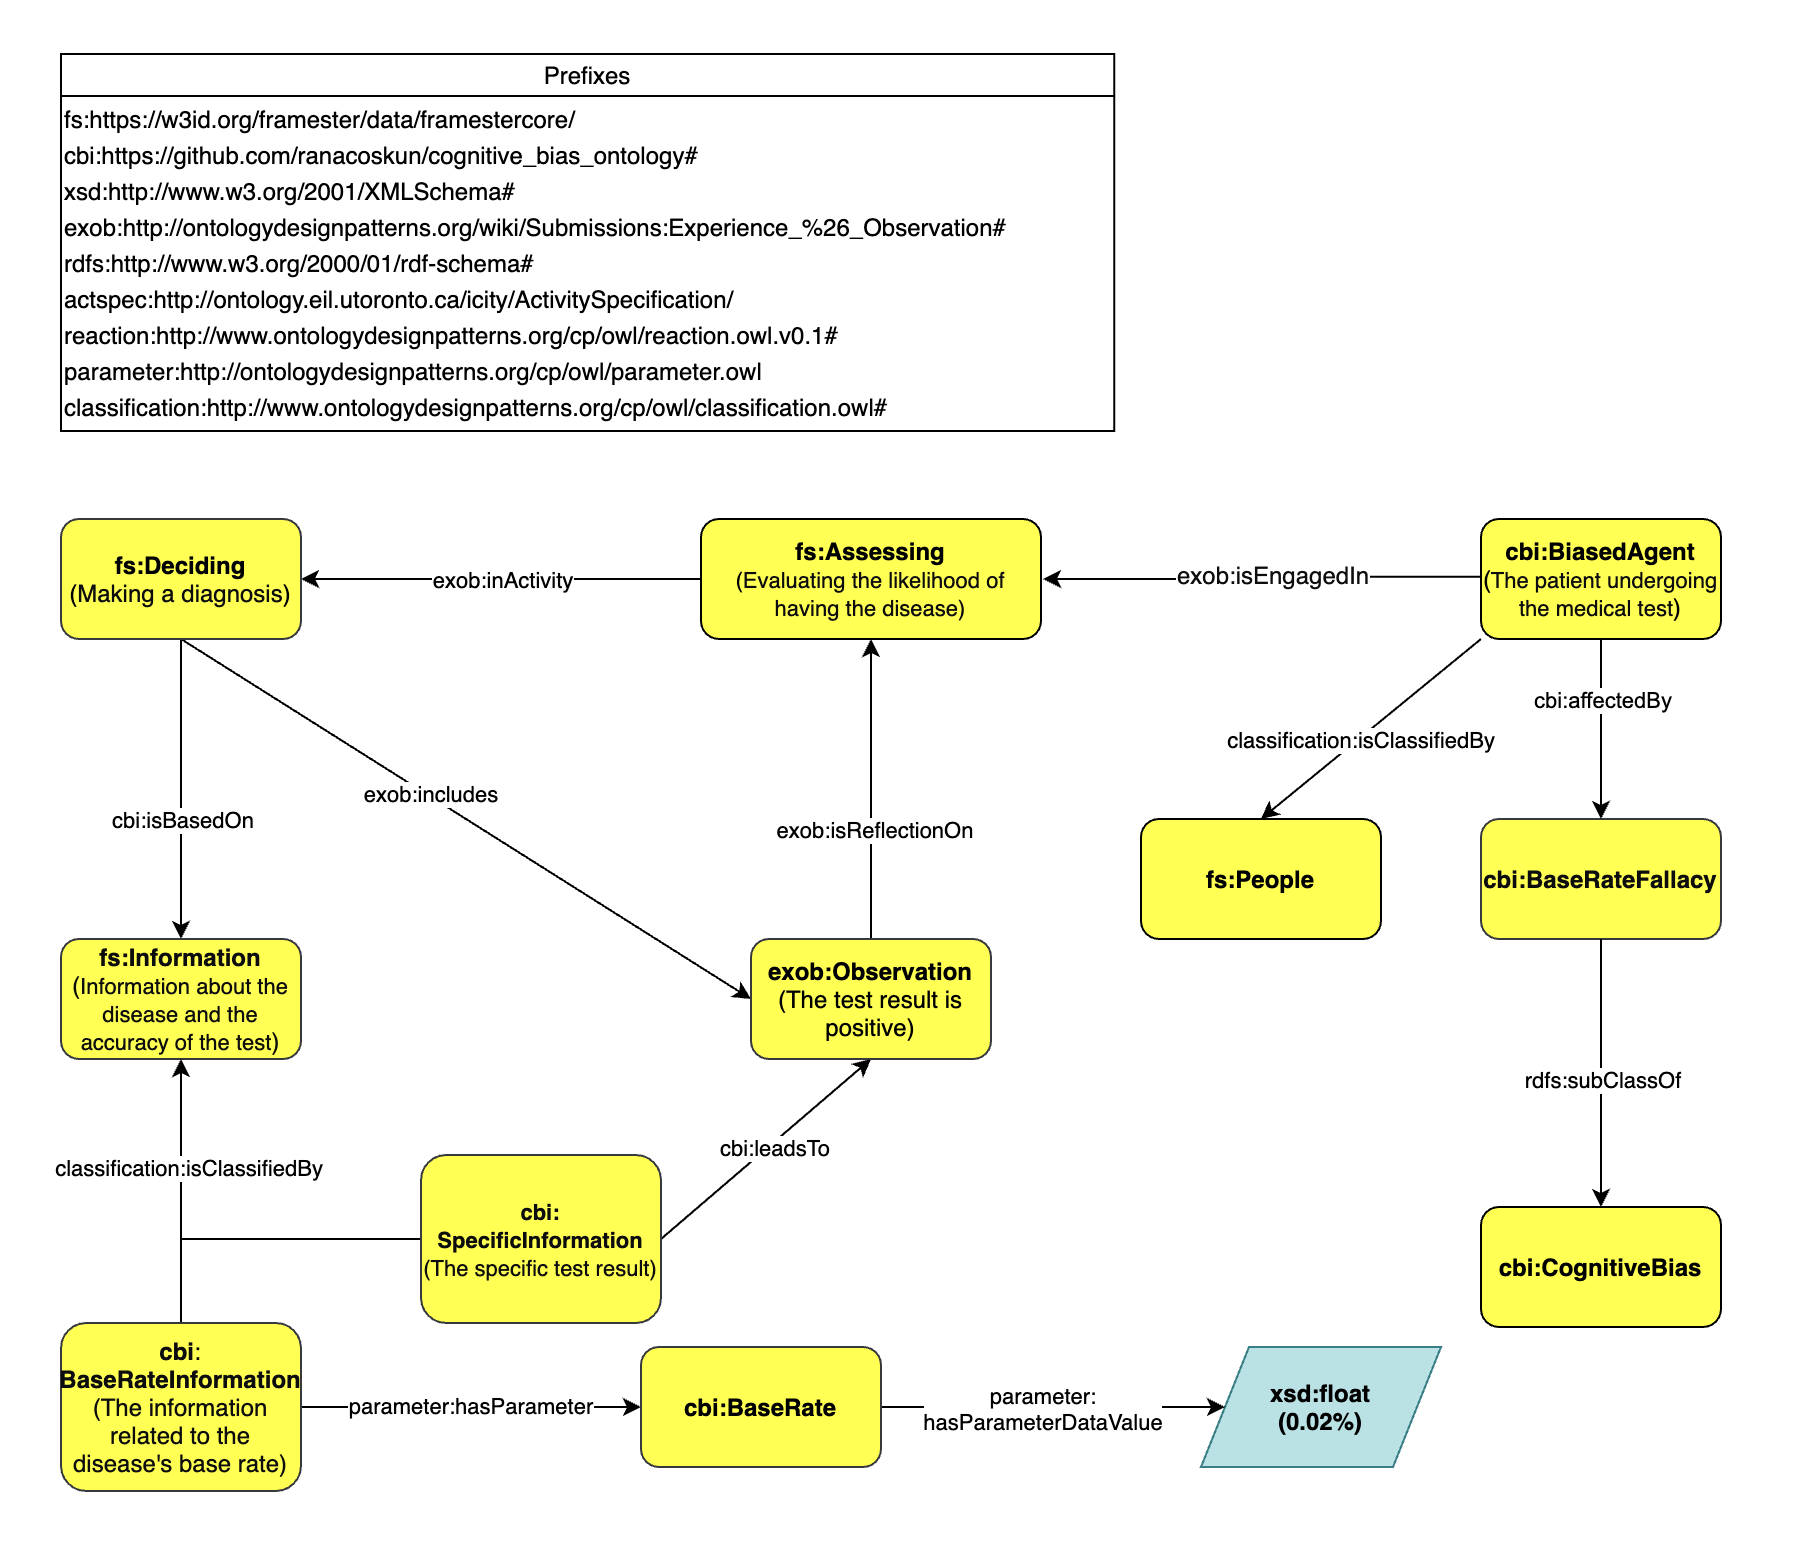 Prefixes
fs:https://w3id.org/framester/data/framestercore/
cbi:https://github.com/ranacoskun/cognitive_bias_ontology#
xsd:http://www.w3.org/2001/XMLSchema#
exob:http://ontologydesignpatterns.org/wiki/Submissions:Experience_%26_Observation#
rdfs:http://www.w3.org/2000/01/rdf-schema#
actspec:http://ontology.eil.utoronto.ca/icity/ActivitySpecification/
reaction:http://www.ontologydesignpatterns.org/cp/owl/reaction.owl.v0.1#
parameter:http://ontologydesignpatterns.org/cp/owl/parameter.owl
classification:http://www.ontologydesignpatterns.org/cp/owl/classification.owl#
fs:Deciding
(Making a diagnosis)
exob:inActivity
fs:Assessing
(Evaluating the likelihood of
having the disease)
exob:isEngagedIn
cbi:BiasedAgent
(The patient undergoing
the medical test)
cbi:affectedBy
classification:isClassifiedBy
exob:includes
cbi:isBasedOn
exob:isReflectionOn
fs:People
cbi:BaseRateFallacy
fs:Information
(Information about the
disease and the
accuracy of the test)
exob:Observation
(The test result is
positive)
rdfs:subClassOf
cbi:leadsTo
classification:isClassifiedBy
cbi:
SpecificInformation
(The specific test result)
cbi:CognitiveBias
cbi:
BaseRateInformation
(The information
related to the
disease's base rate)
parameter:hasParameter
cbi:BaseRate
parameter:
hasParameterDataValue
xsd:float
(0.02%)